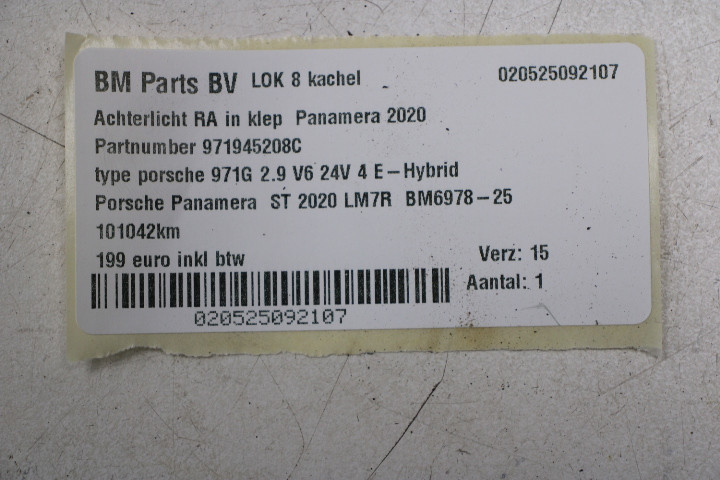 BM Parts BV LOK 8 kachel 020525092107
Achterlicht RA in klep Panamera 2020
Partnumber 971945208C
type porsche 971G 2.9 V6 24V 4 E-Hybrid
Porsche Panamera ST 2020 LM7R BM6978-25
101042km
199 euro inkl btw Verz: 15
Aantal: 1
020525092107